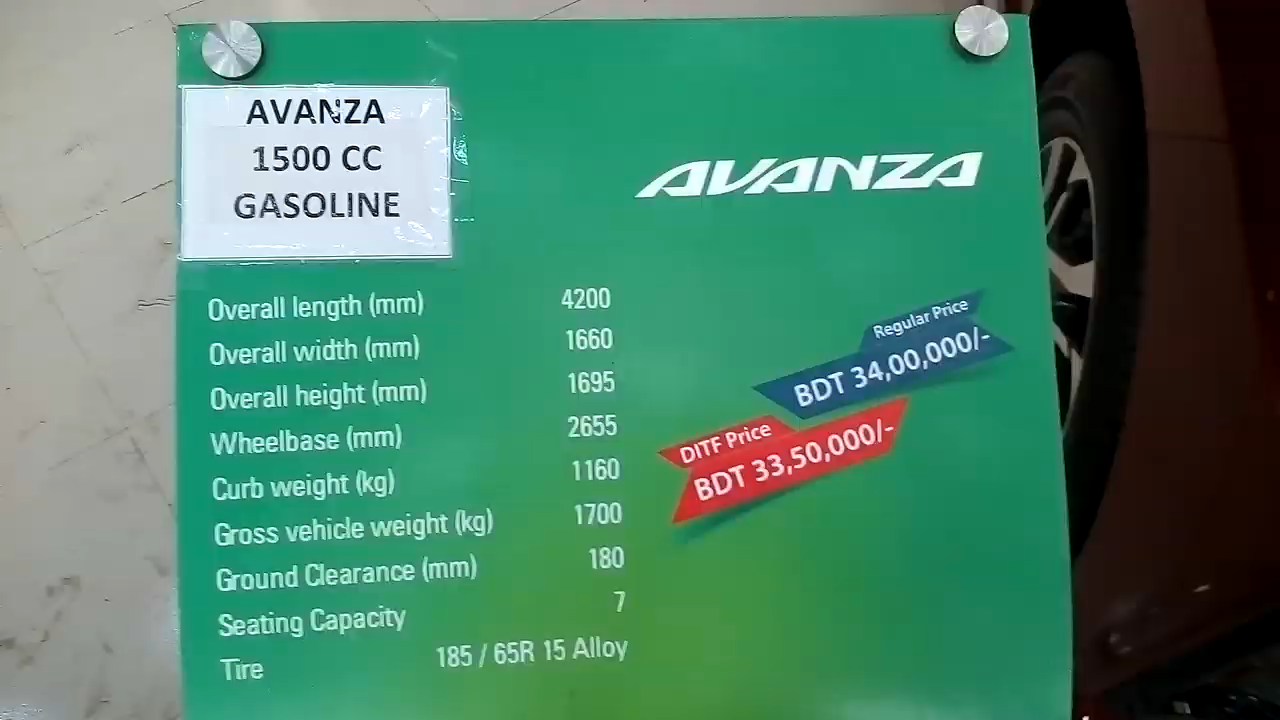 AVANZA
1500 CC
GASOLINE
AVANZA
Overall length (mm) 4200
Overall width (mm) 1660
Overall height (mm) 1695
Wheelbase (mm) 2655
Curb weight (kg) 1160
Gross vehicle weight (kg) 1700
Ground Clearance (mm) 180
Seating Capacity 7
Tire 185 / 65R 15 Alloy
Regular Price
BDT 34,00,000/-
DITF Price
BDT 33,50,000/-